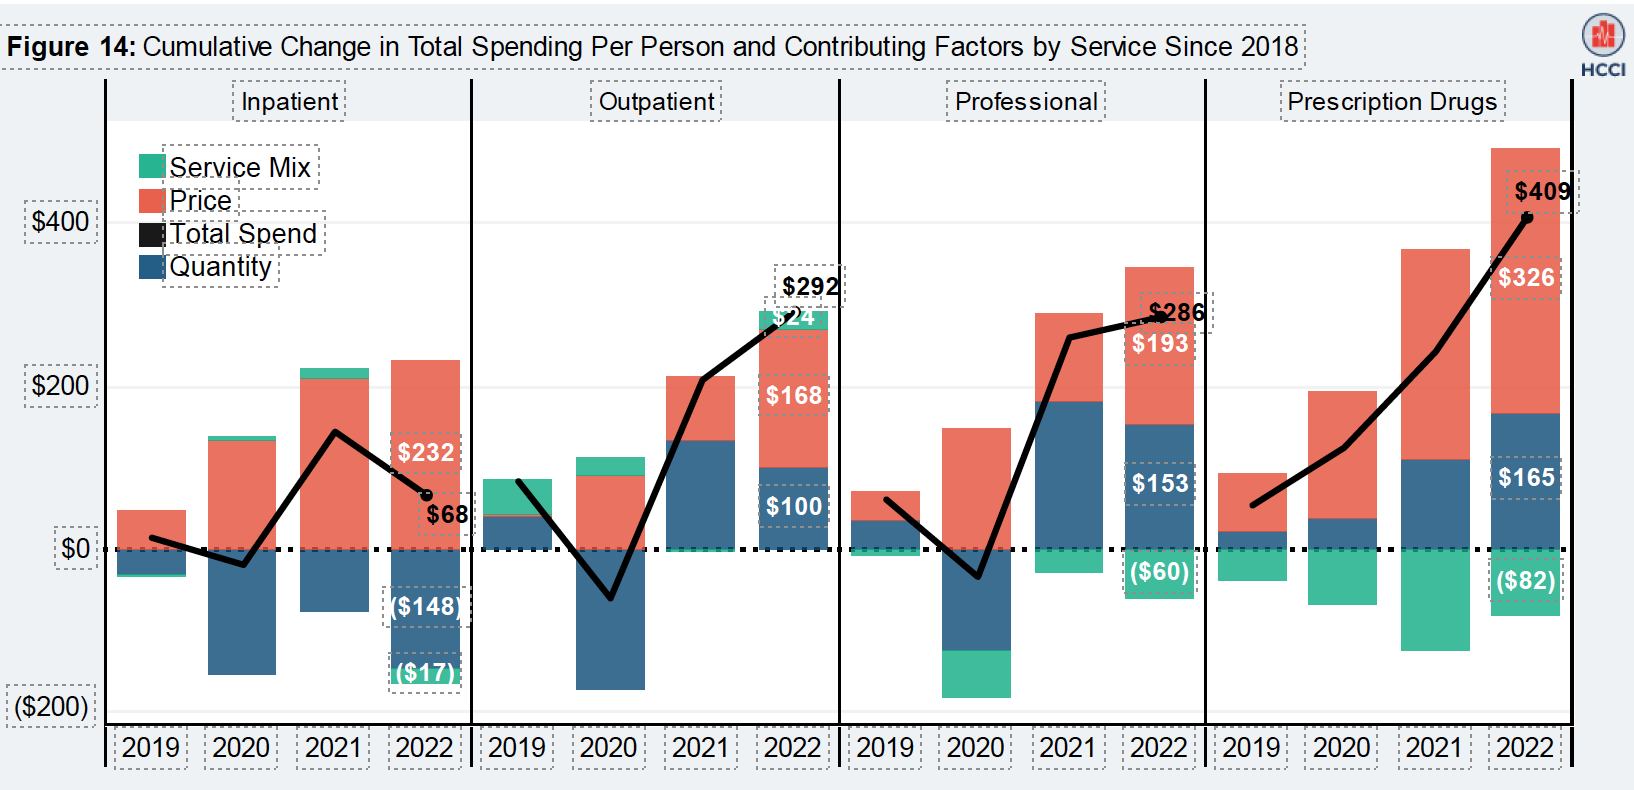 Figure 14: Cumulative Change in Total Spending Per Person and Contributing Factors by Service Since 2018
HCCI
Inpatient
Outpatient
Professional
Prescription Drugs
Service Mix
Price
Total Spend
Quantity
$400
$200
$0
($200)
$232
$68
($148)
($17)
$292
$24
$168
$100
$286
$193
$153
($60)
$409
$326
$165
($82)
2019 2020 2021 2022 2019 2020 2021 2022 2019 2020 2021 2022 2019 2020 2021 2022